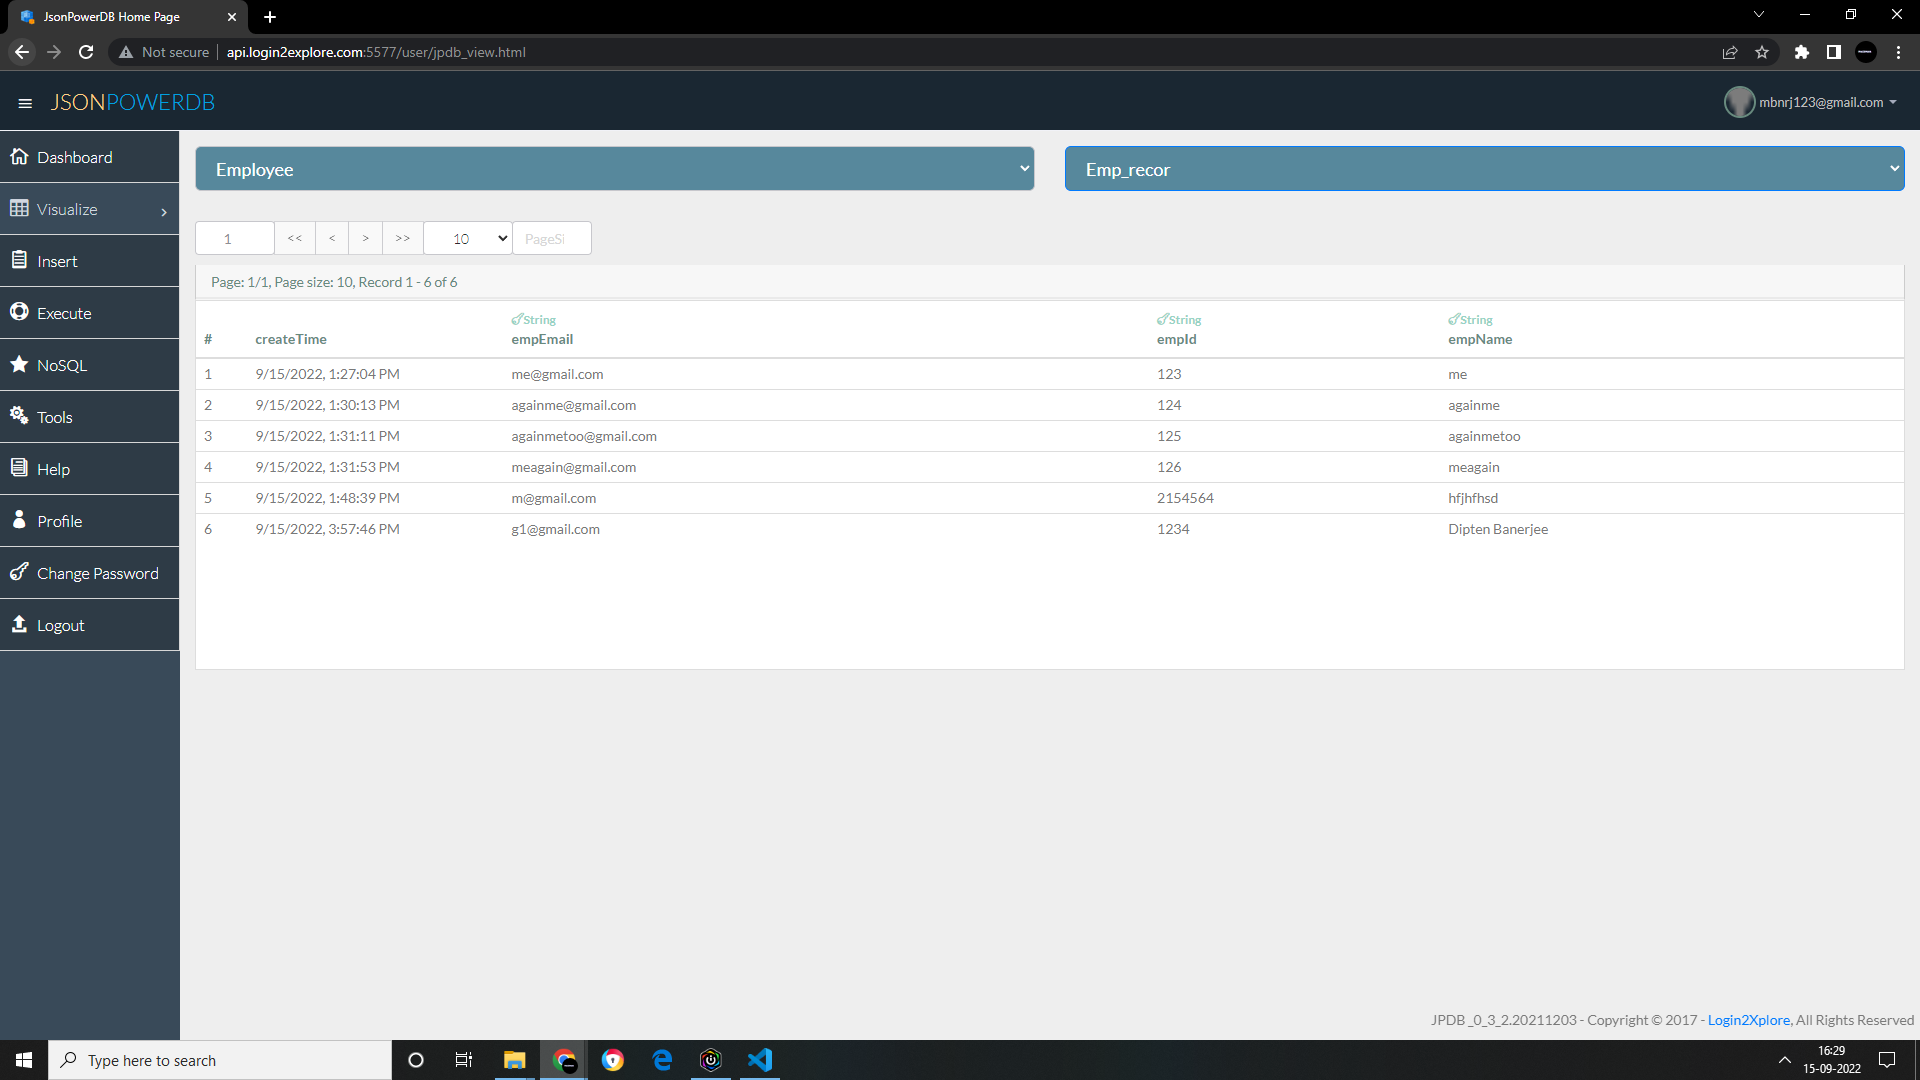 JsonPowerDB Home Page
Not secure api.login2explore.com:5577/user/jpdb_view.html
JSONPOWERDB
mbnrj123@gmail.com
Dashboard
Visualize
Insert
Execute
NoSQL
Tools
Help
Profile
Change Password
Logout
Employee
Emp_recor
1 << < > >> 10 PageSi
Page: 1/1, Page size: 10, Record 1 - 6 of 6
String String String
# createTime empEmail empId empName
1 9/15/2022, 1:27:04 PM me@gmail.com 123 me
2 9/15/2022, 1:30:13 PM againme@gmail.com 124 againme
3 9/15/2022, 1:31:11 PM againmetoo@gmail.com 125 againmetoo
4 9/15/2022, 1:31:53 PM meagain@gmail.com 126 meagain
5 9/15/2022, 1:48:39 PM m@gmail.com 2154564 hfjhfhsd
6 9/15/2022, 3:57:46 PM g1@gmail.com 1234 Dipten Banerjee
JPDB_0_3_2.20211203 - Copyright © 2017 - Login2Xplore, All Rights Reserved
Type here to search
16:29
15-09-2022